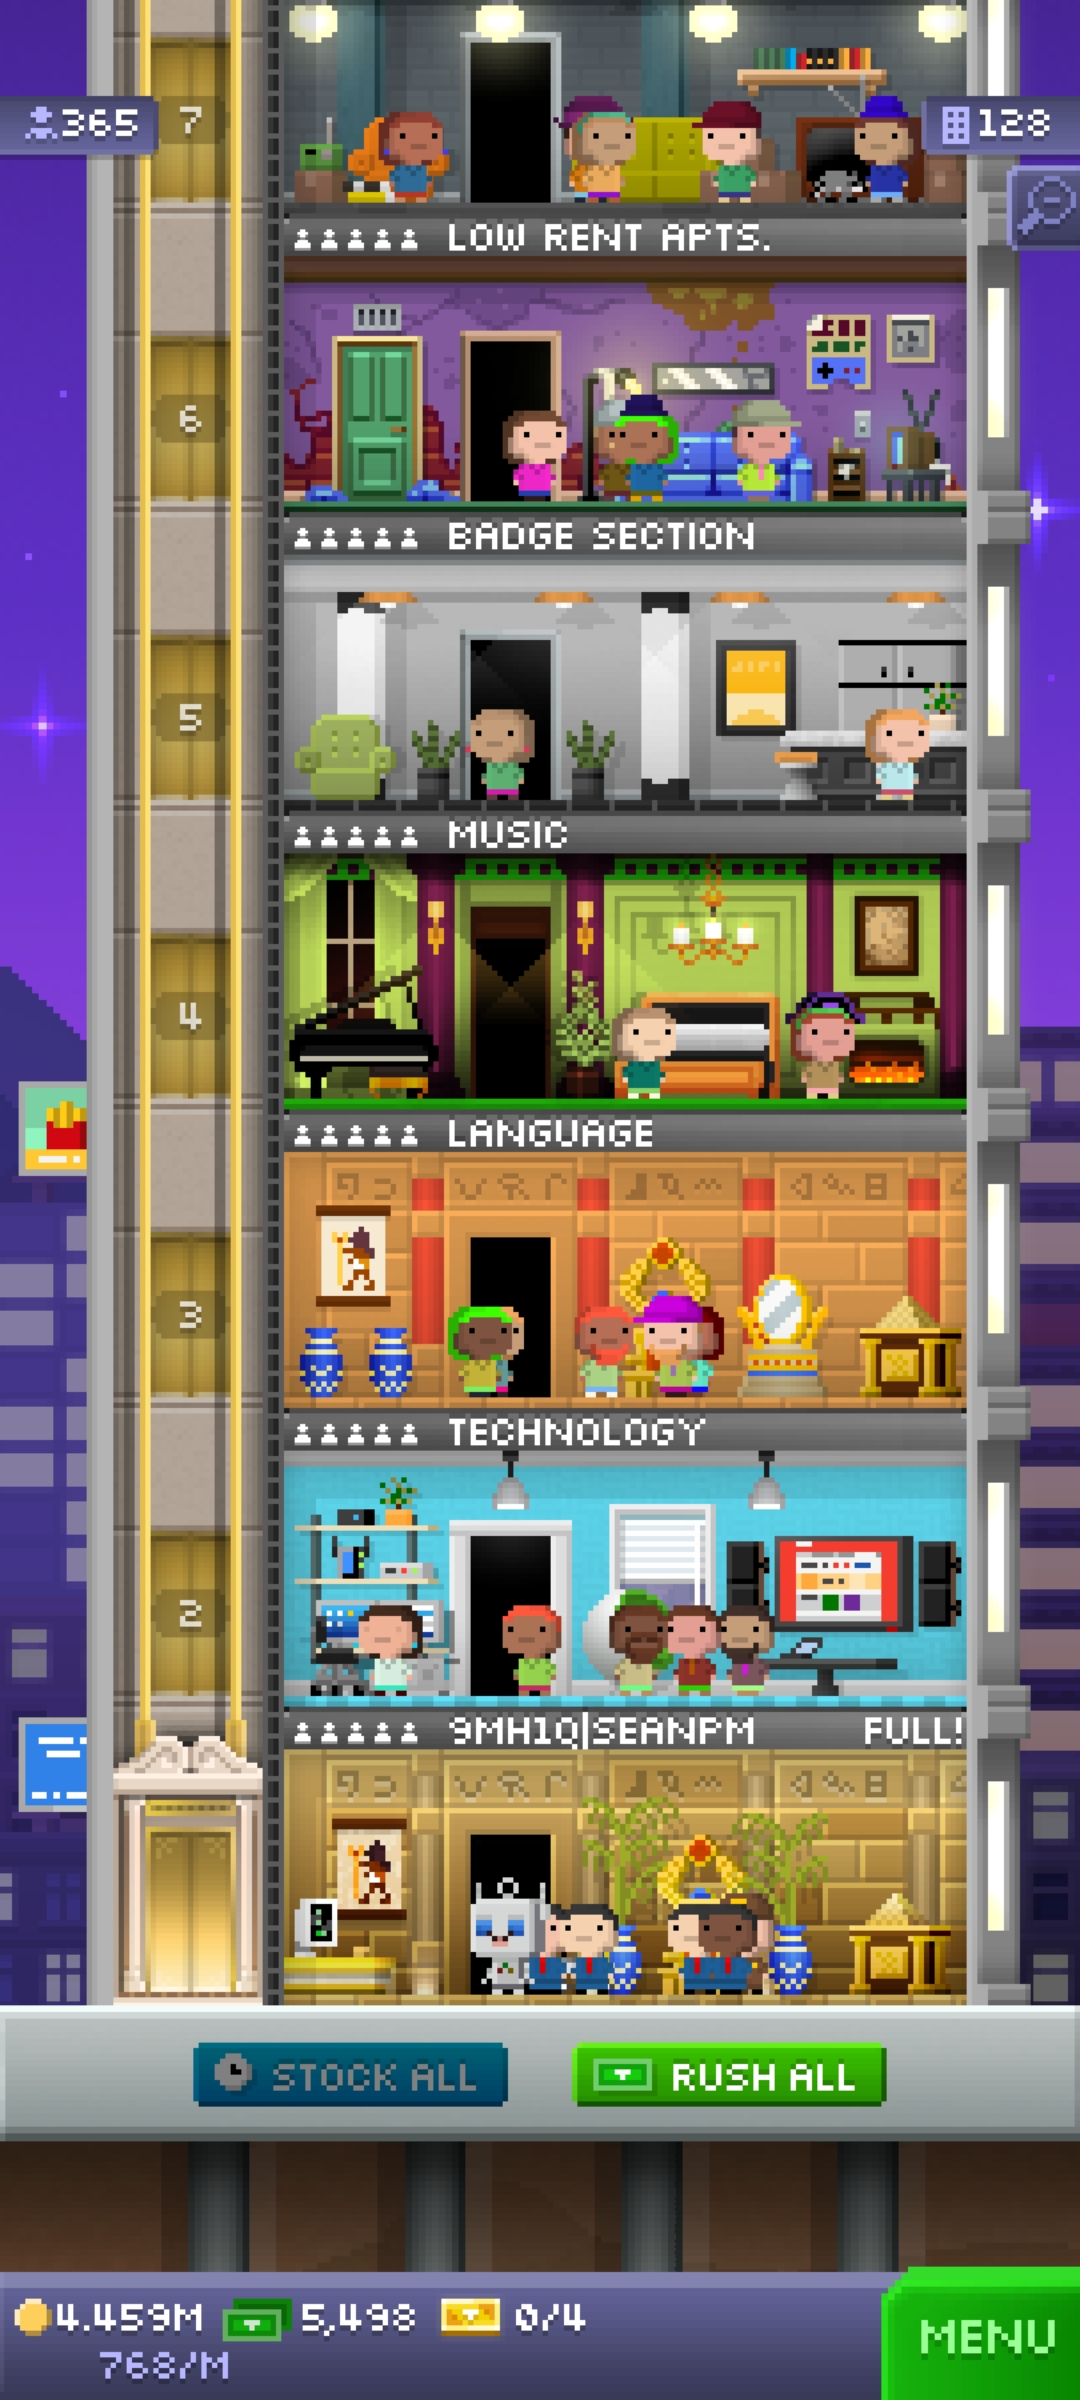 7
365
128
LOW RENT APTS.
6
BADGE SECTION
5
MUSIC
4
LANGUAGE
3
TECHNOLOGY
2
9MH1Q|SEANPM FULL!
STOCK ALL
RUSH ALL
4.459M 5,498 0/4
768/M
MENU